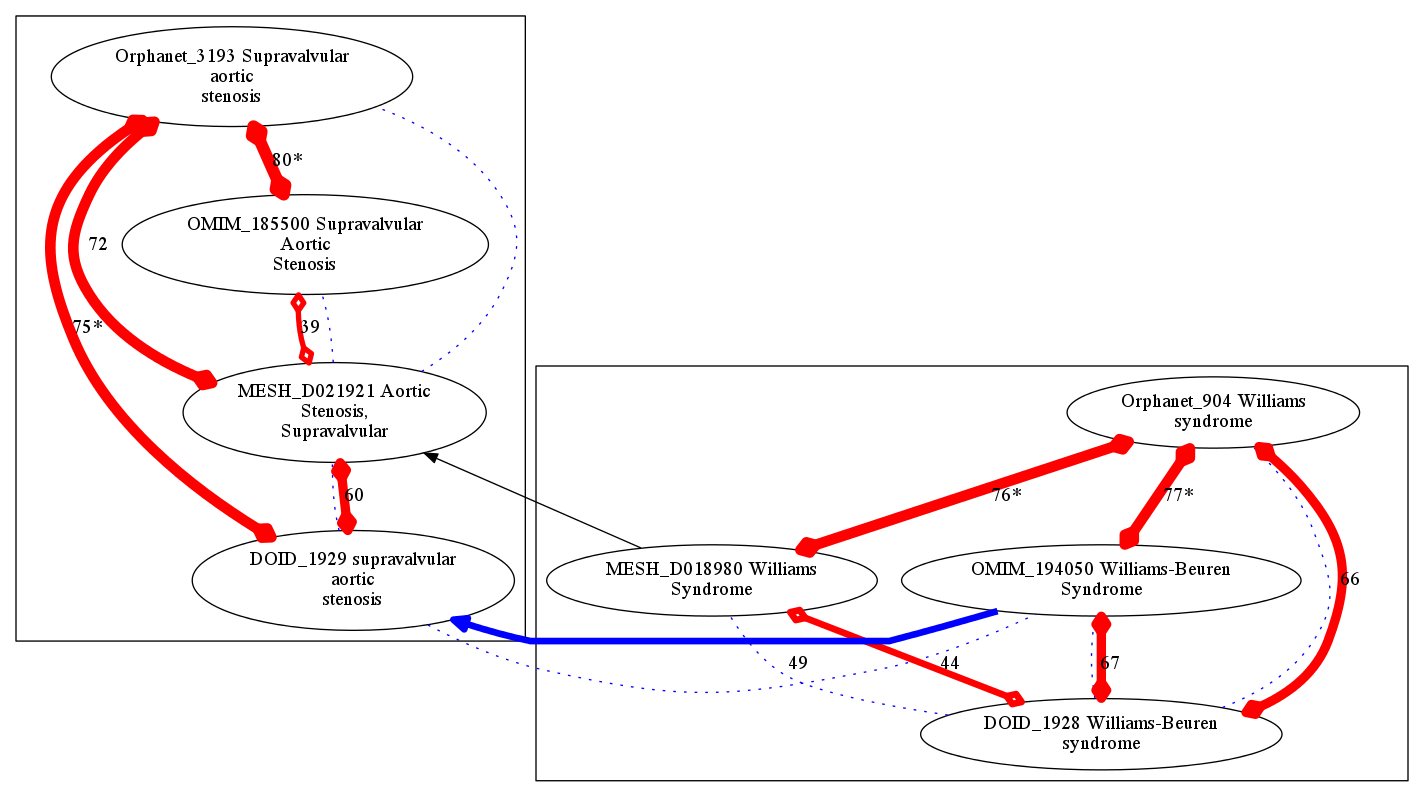 Orphanet_3193 Supravalvular
aortic
stenosis
80*
OMIM_185500 Supravalvular
Aortic
Stenosis
72
75*
39
MESH_D021921 Aortic
Stenosis,
Supravalvular
60
DOID_1929 supravalvular
aortic
stenosis
Orphanet_904 Williams
syndrome
76*
77*
MESH_D018980 Williams
Syndrome
OMIM_194050 Williams-Beuren
Syndrome
66
49
44
67
DOID_1928 Williams-Beuren
syndrome